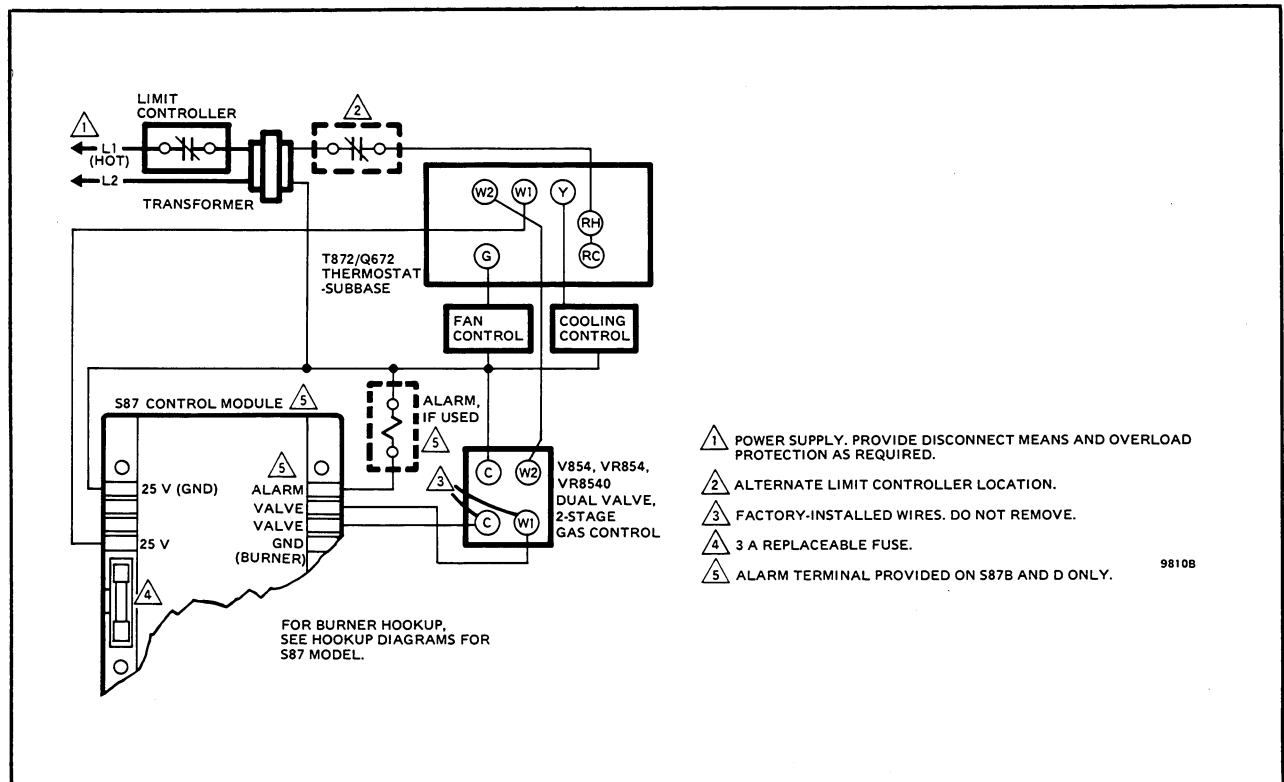 LIMIT
CONTROLLER
2
1
L1
(HOT)
L2
TRANSFORMER
W2 W1 Y
RH
G RC
T872/Q672
THERMOSTAT
-SUBBASE
FAN
CONTROL
COOLING
CONTROL
S87 CONTROL MODULE 5
ALARM,
IF USED
5
25 V (GND)
25 V
5
ALARM
VALVE
VALVE
GND
(BURNER)
4
3
C W2
C W1
V854, VR854,
VR8540
DUAL VALVE,
2-STAGE
GAS CONTROL
FOR BURNER HOOKUP,
SEE HOOKUP DIAGRAMS FOR
S87 MODEL.
1 POWER SUPPLY. PROVIDE DISCONNECT MEANS AND OVERLOAD
PROTECTION AS REQUIRED.
2 ALTERNATE LIMIT CONTROLLER LOCATION.
3 FACTORY-INSTALLED WIRES. DO NOT REMOVE.
4 3 A REPLACEABLE FUSE.
5 ALARM TERMINAL PROVIDED ON S87B AND D ONLY.
9810B